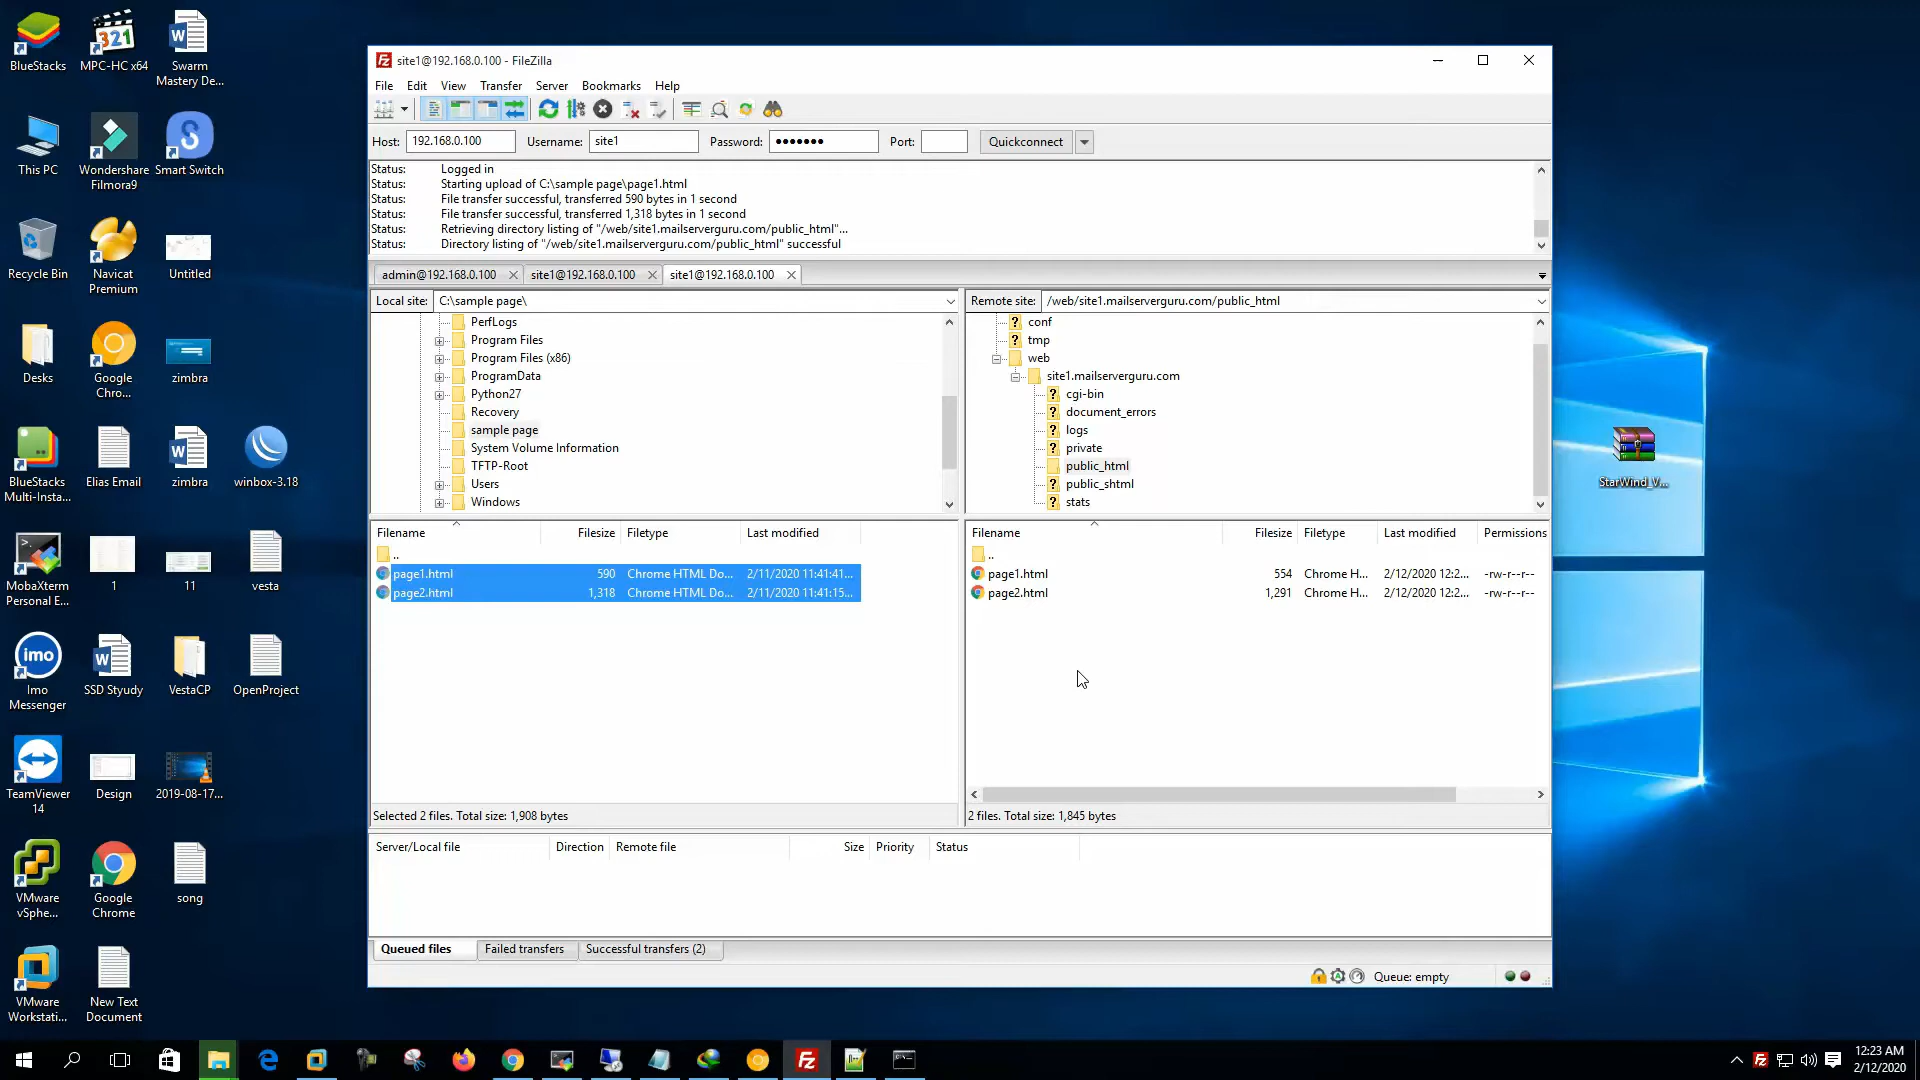 BlueStacks
MPC-HC x64
Swarm
Mastery De...
This PC
Wondershare
Filmora9
Smart Switch
Recycle Bin
Navicat
Premium
Untitled
Desks
Google
Chro...
zimbra
BlueStacks
Multi-Insta...
Elias Email
zimbra
winbox-3.18
MobaXterm
Personal E...
1
11
vesta
imo
Imo
Messenger
SSD Styudy
VestaCP
OpenProject
TeamViewer
14
Design
2019-08-17...
VMware
vSphe...
Google
Chrome
song
VMware
Workstati...
New Text
Document
site1@192.168.0.100 - FileZilla
File Edit View Transfer Server Bookmarks Help
Host: 192.168.0.100 Username: site1 Password: ●●●●●●● Port: Quickconnect
Status: Logged in
Status: Starting upload of C:\sample page\page1.html
Status: File transfer successful, transferred 590 bytes in 1 second
Status: File transfer successful, transferred 1,318 bytes in 1 second
Status: Retrieving directory listing of "/web/site1.mailserverguru.com/public_html"...
Status: Directory listing of "/web/site1.mailserverguru.com/public_html" successful
admin@192.168.0.100 site1@192.168.0.100 site1@192.168.0.100
Local site: C:\sample page\
PerfLogs
Program Files
Program Files (x86)
ProgramData
Python27
Recovery
sample page
System Volume Information
TFTP-Root
Users
Windows
Filename Filesize Filetype Last modified
..
page1.html 590 Chrome HTML Do... 2/11/2020 11:41:41...
page2.html 1,318 Chrome HTML Do... 2/11/2020 11:41:15...
Selected 2 files. Total size: 1,908 bytes
Remote site: /web/site1.mailserverguru.com/public_html
conf
tmp
web
site1.mailserverguru.com
cgi-bin
document_errors
logs
private
public_html
public_shtml
stats
Filename Filesize Filetype Last modified Permissions
..
page1.html 554 Chrome H... 2/12/2020 12:2... -rw-r--r--
page2.html 1,291 Chrome H... 2/12/2020 12:2... -rw-r--r--
2 files. Total size: 1,845 bytes
Server/Local file Direction Remote file Size Priority Status
Queued files Failed transfers Successful transfers (2)
Queue: empty
StarWind_V...
12:23 AM
2/12/2020